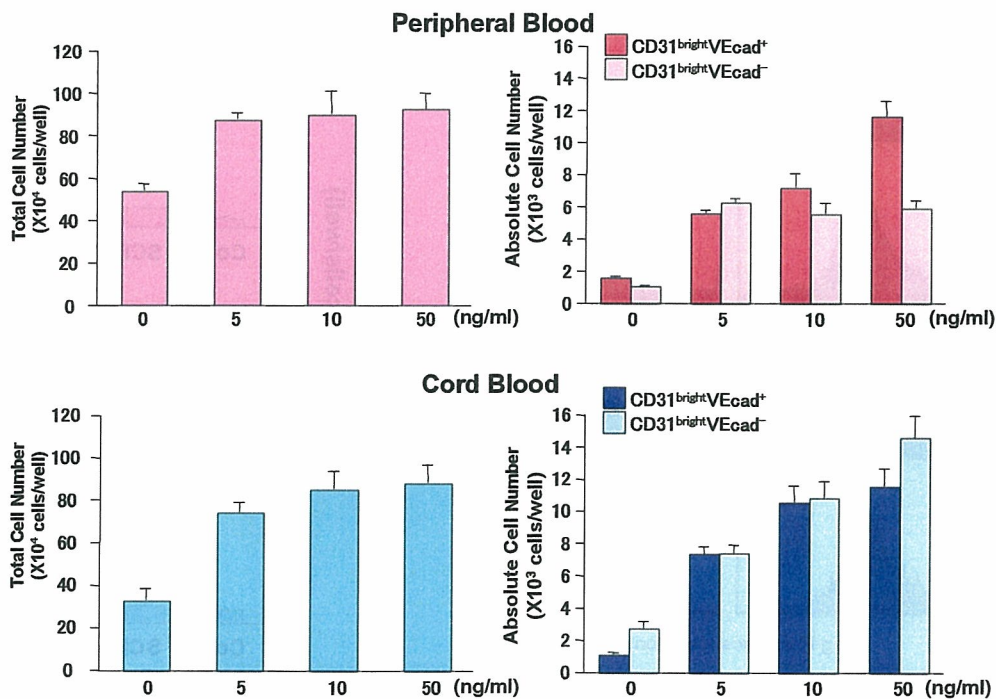 Peripheral Blood
Total Cell Number
(X10⁴ cells/well)
120
100
80
60
40
20
0
0 5 10 50 (ng/ml)
CD31ᵇʳⁱᵍʰᵗVEcad⁺
CD31ᵇʳⁱᵍʰᵗVEcad⁻
Absolute Cell Number
(X10³ cells/well)
16
14
12
10
8
6
4
2
0
0 5 10 50 (ng/ml)
Cord Blood
Total Cell Number
(X10⁴ cells/well)
120
100
80
60
40
20
0
0 5 10 50 (ng/ml)
CD31ᵇʳⁱᵍʰᵗVEcad⁺
CD31ᵇʳⁱᵍʰᵗVEcad⁻
Absolute Cell Number
(X10³ cells/well)
16
14
12
10
8
6
4
2
0
0 5 10 50 (ng/ml)